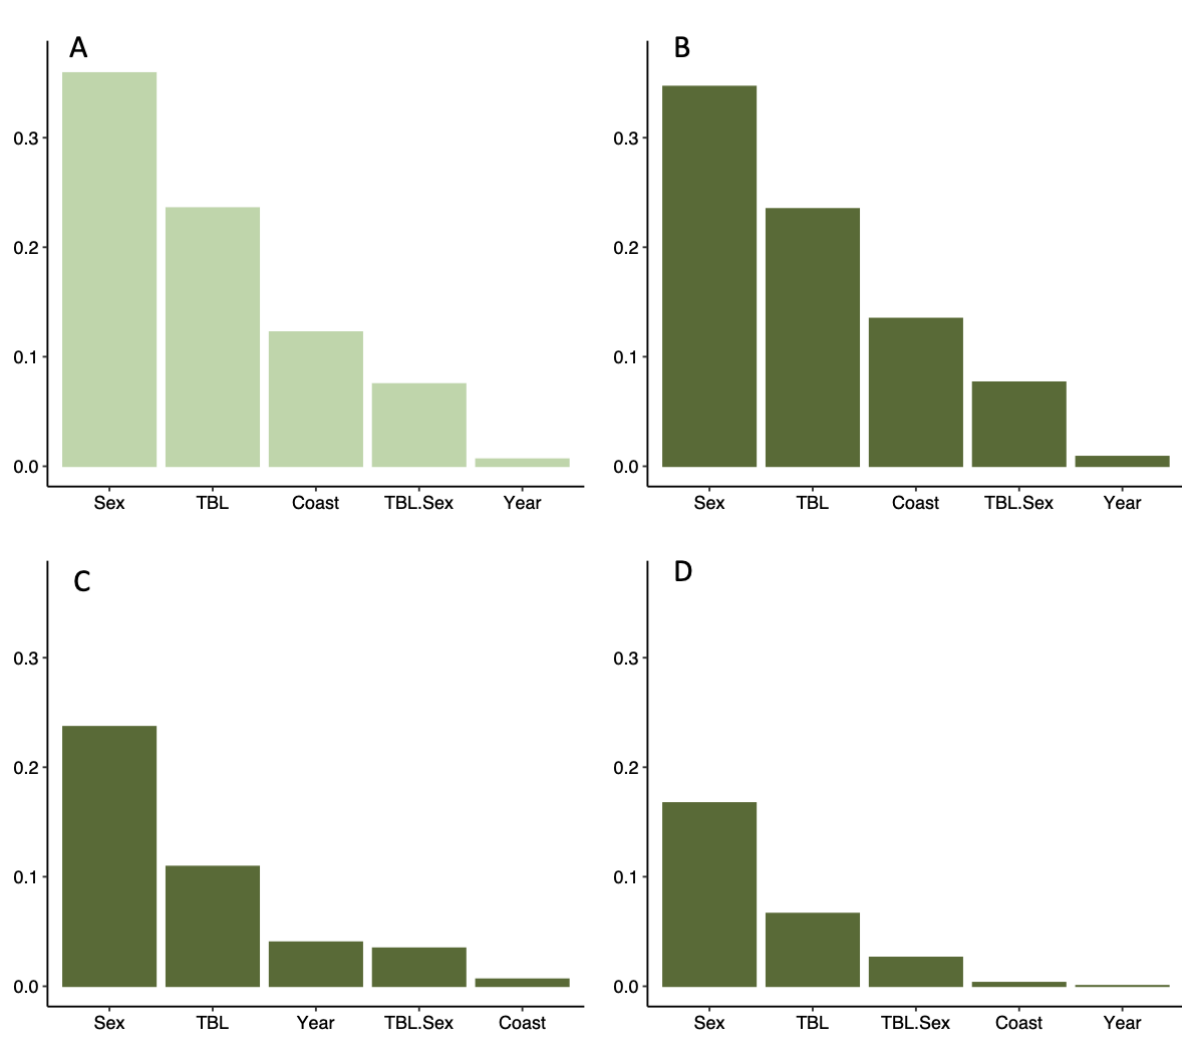 A
0.3
0.2
0.1
0.0
Sex TBL Coast TBL.Sex Year
B
0.3
0.2
0.1
0.0
Sex TBL Coast TBL.Sex Year
C
0.3
0.2
0.1
0.0
Sex TBL Year TBL.Sex Coast
D
0.3
0.2
0.1
0.0
Sex TBL TBL.Sex Coast Year